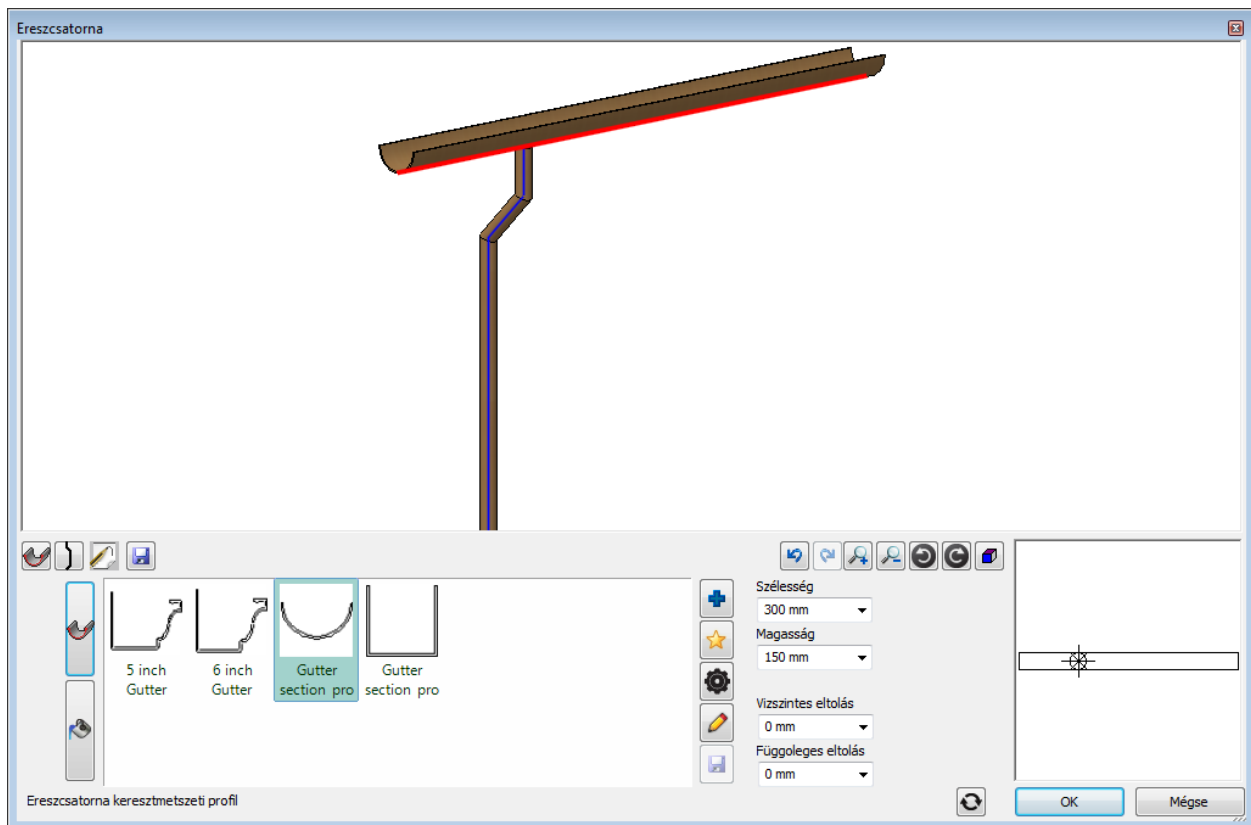 Ereszcsatorna
5 inch
Gutter
6 inch
Gutter
Gutter
section pro
Gutter
section pro
Szélesség
300 mm
Magasság
150 mm
Vizszintes eltolás
0 mm
Függoleges eltolás
0 mm
Ereszcsatorna keresztmetszeti profil
OK
Mégse